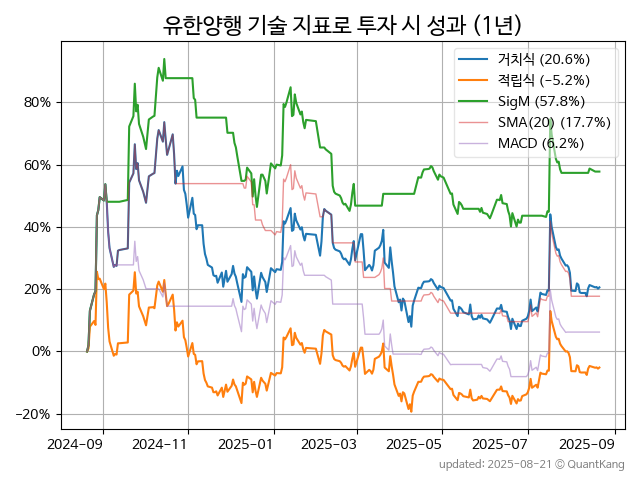 유한양행 기술 지표로 투자 시 성과 (1년)
거치식 (20.6%)
적립식 (−5.2%)
SigM (57.8%)
SMA(20) (17.7%)
MACD (6.2%)
80%
60%
40%
20%
0%
−20%
2024−09 2024−11 2025−01 2025−03 2025−05 2025−07 2025−09
updated: 2025−08−21 © QuantKang